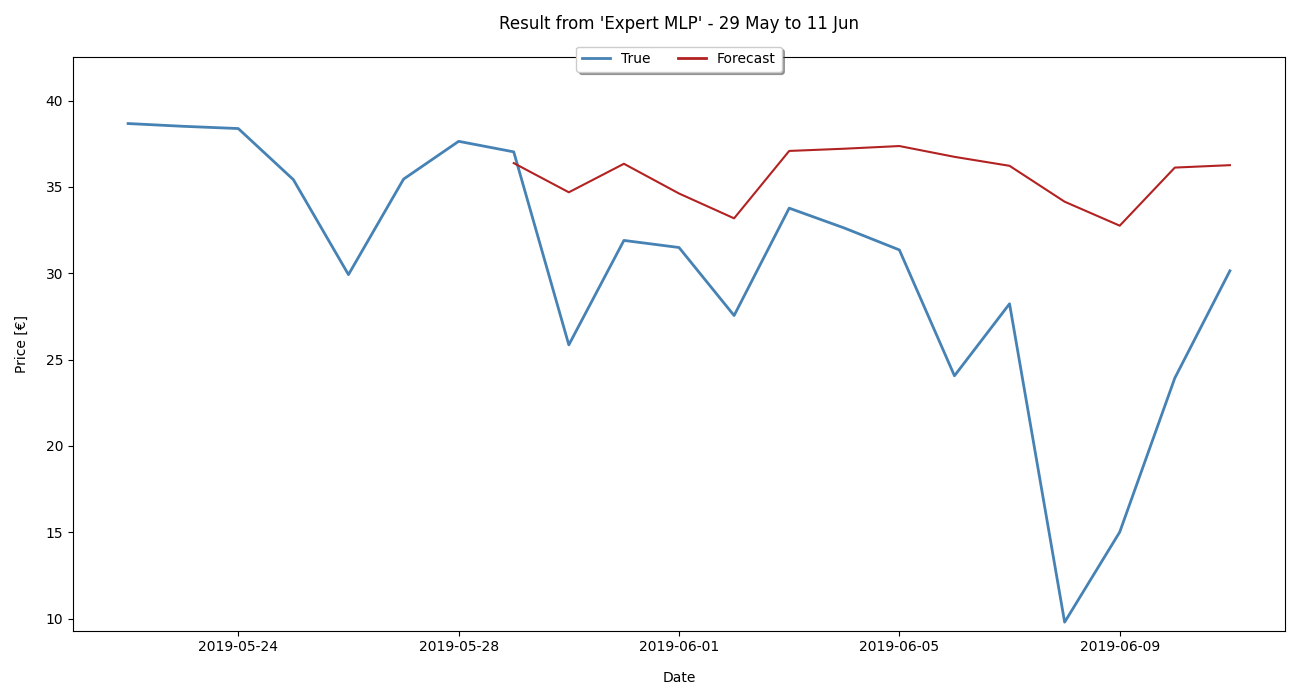 Result from 'Expert MLP' - 29 May to 11 Jun
True Forecast
40
35
30
25
20
15
10
Price [€]
2019-05-24 2019-05-28 2019-06-01 2019-06-05 2019-06-09
Date